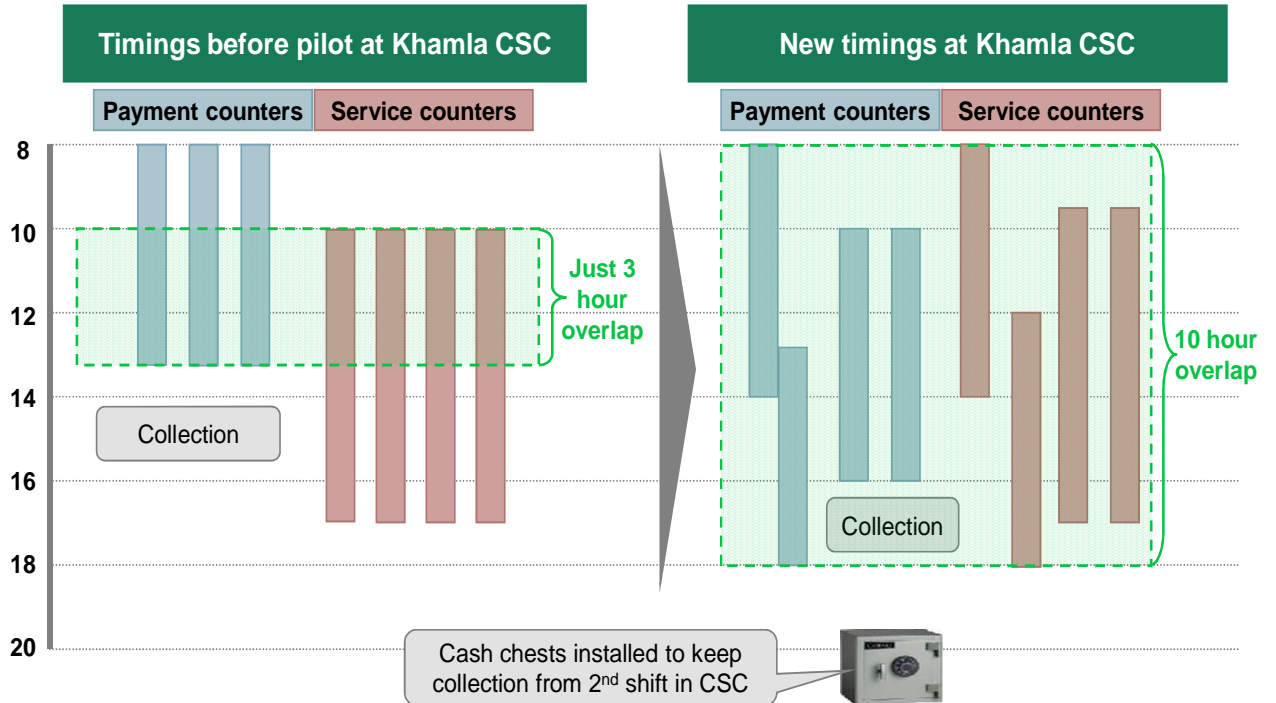 Timings before pilot at Khamla CSC
New timings at Khamla CSC
Payment counters
Service counters
Payment counters
Service counters
8
10
12
14
16
18
20
Just 3
hour
overlap
Collection
10 hour
overlap
Collection
Cash chests installed to keep
collection from 2nd shift in CSC